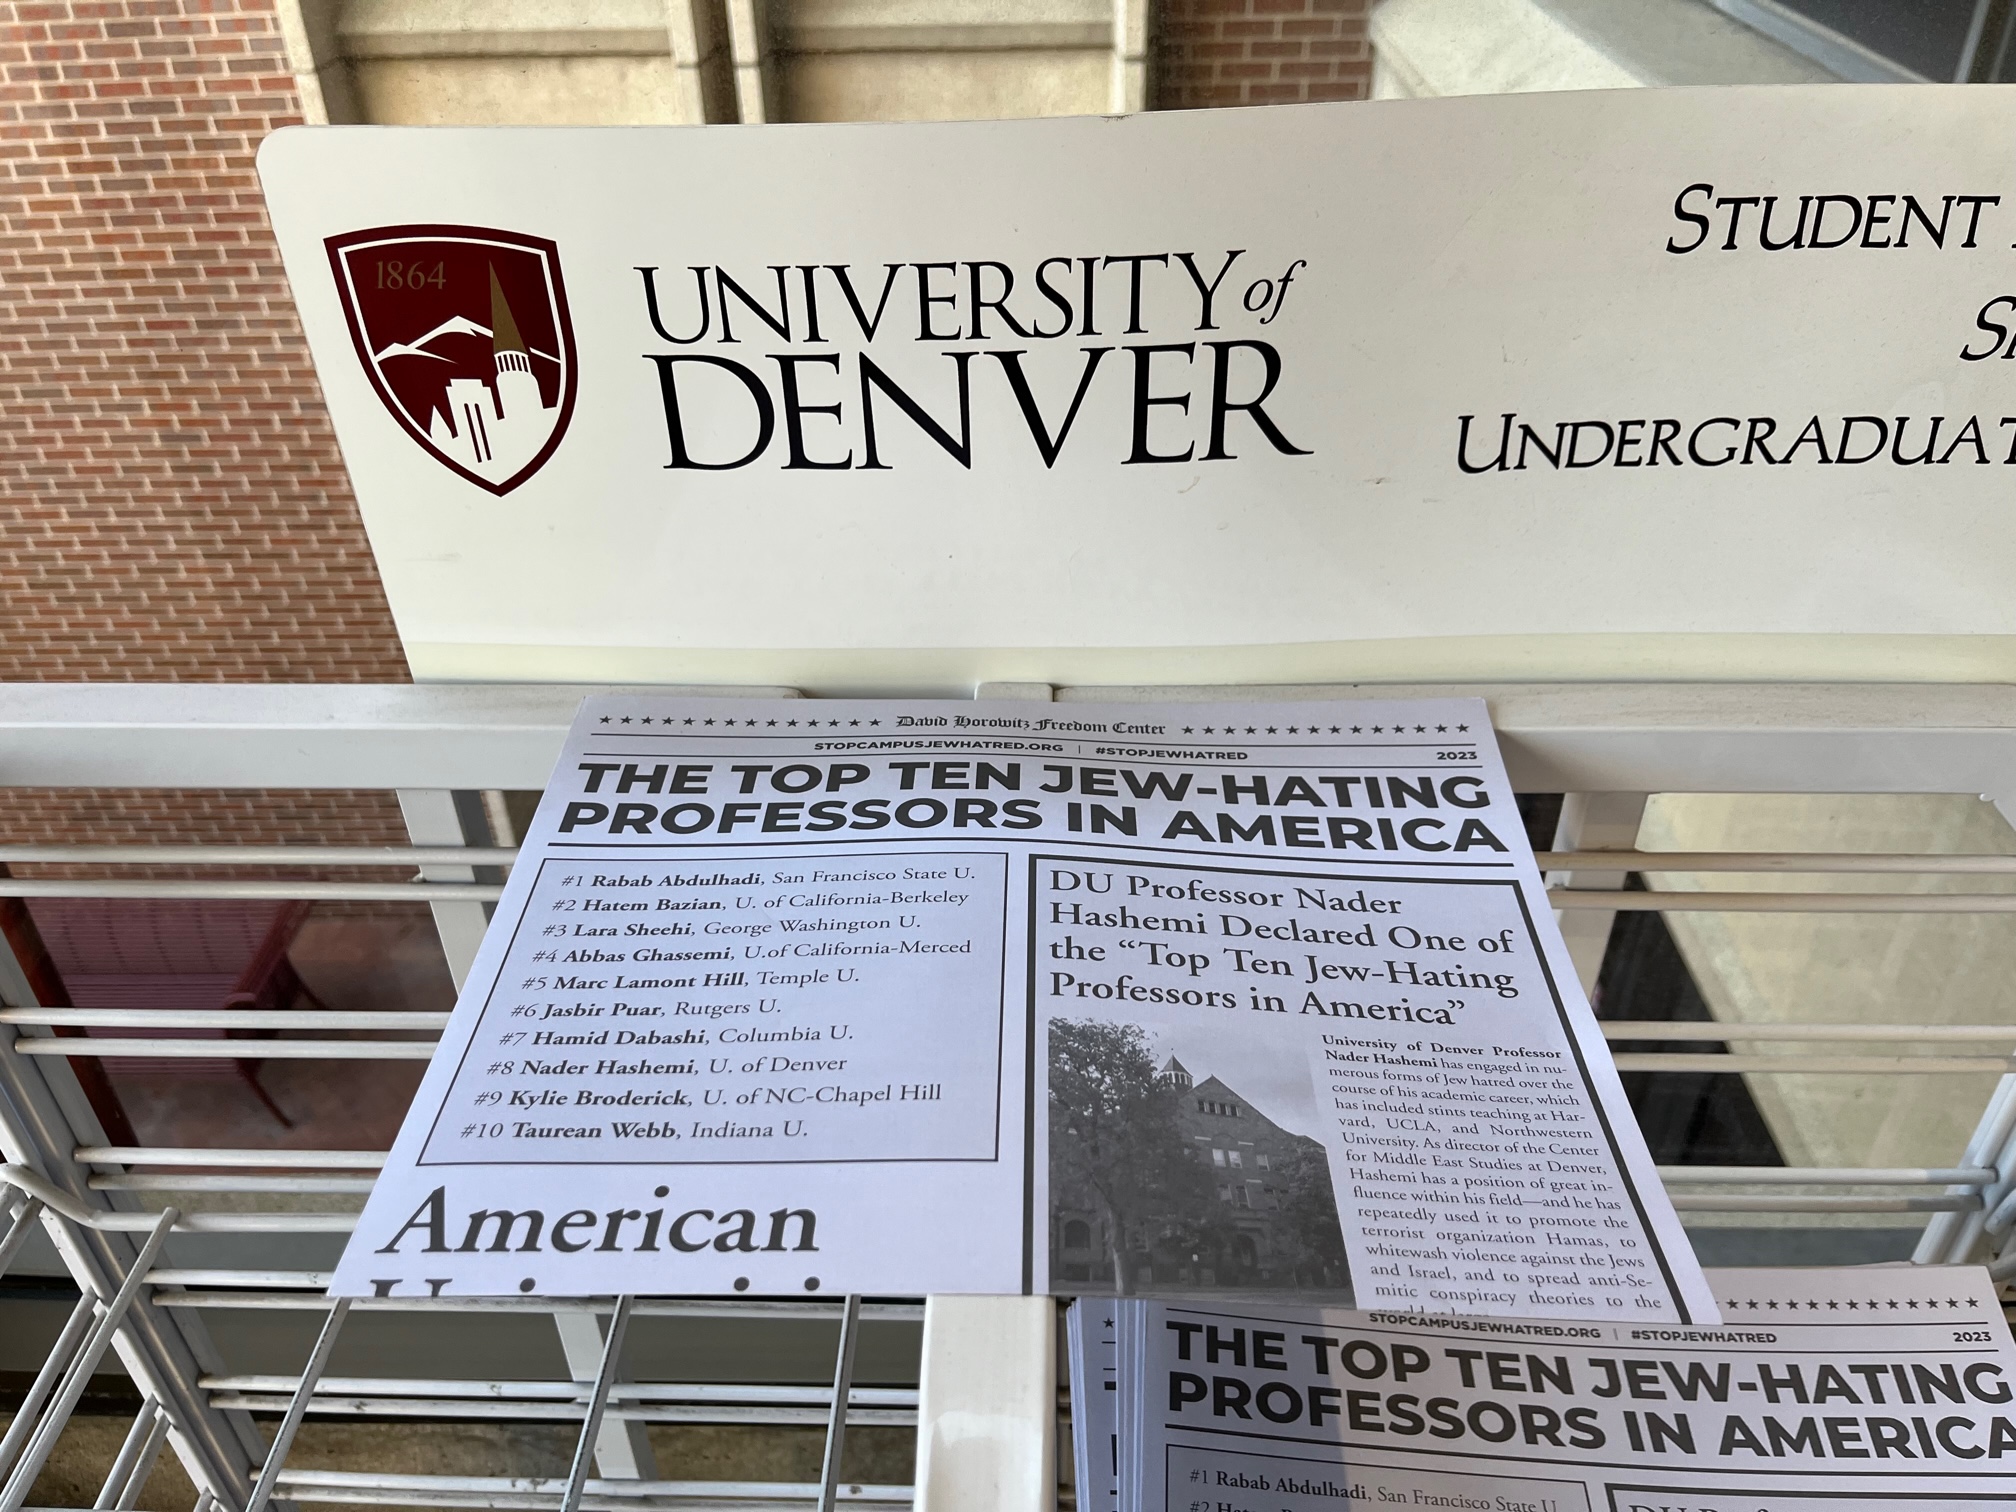 1864
UNIVERSITY of
DENVER
STUDENT
UNDERGRADUAT
David Horowitz Freedom Center
STOPCAMPUSJEWHATRED.ORG | #STOPJEWHATRED
2023
THE TOP TEN JEW-HATING
PROFESSORS IN AMERICA
#1 Rabab Abdulhadi, San Francisco State U.
#2 Hatem Bazian, U. of California-Berkeley
#3 Lara Sheehi, George Washington U.
#4 Abbas Ghassemi, U.of California-Merced
#5 Marc Lamont Hill, Temple U.
#6 Jasbir Puar, Rutgers U.
#7 Hamid Dabashi, Columbia U.
#8 Nader Hashemi, U. of Denver
#9 Kylie Broderick, U. of NC-Chapel Hill
#10 Taurean Webb, Indiana U.
American
DU Professor Nader
Hashemi Declared One of
the “Top Ten Jew-Hating
Professors in America”
University of Denver Professor
Nader Hashemi has engaged in nu-
merous forms of Jew hatred over the
course of his academic career, which
has included stints teaching at Har-
vard, UCLA, and Northwestern
University. As director of the Center
for Middle East Studies at Denver,
Hashemi has a position of great in-
fluence within his field—and he has
repeatedly used it to promote the
terrorist organization Hamas, to
whitewash violence against the Jews
and Israel, and to spread anti-Se-
mitic conspiracy theories to the
STOPCAMPUSJEWHATRED.ORG | #STOPJEWHATRED
2023
THE TOP TEN JEW-HATING
PROFESSORS IN AMERICA
#1 Rabab Abdulhadi, San Francisco State U
#2